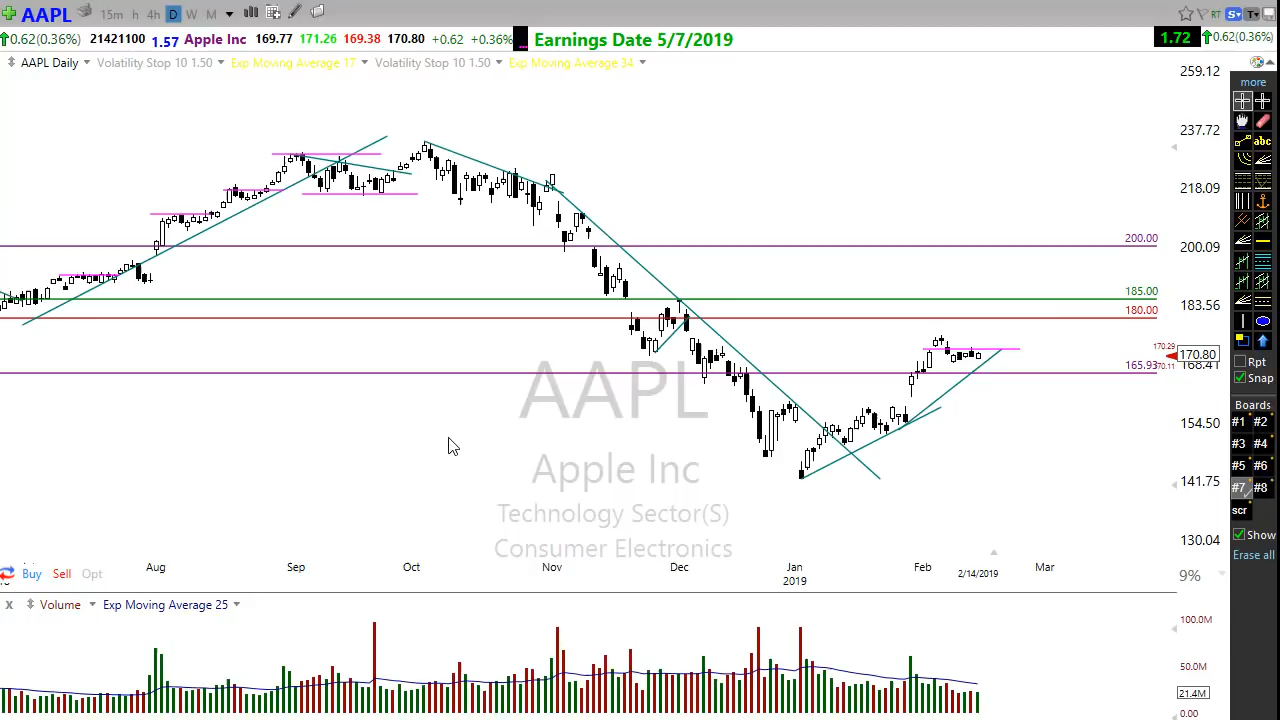 AAPL 15m h 4h D W M RT S T
0.62(0.36%) 21421100 1.57 Apple Inc 169.77 171.26 169.38 170.80 +0.62 +0.36% ... Earnings Date 5/7/2019 1.72 0.62(0.36%)
AAPL Daily Volatility Stop 10 1.50 Exp Moving Average 17 Volatility Stop 10 1.50 Exp Moving Average 34
259.12
more
237.72
abc
218.09
200.00
200.09
185.00
183.56
180.00
170.29
170.80
165.93
168.41
Rpt
Snap
AAPL
Boards
154.50
#1 #2
#3 #4
Apple Inc
#5 #6
141.75
#7 #8
Technology Sector(S)
scr
Show
130.04
Consumer Electronics
Erase all
Aug Sep Oct Nov Dec Jan Feb Mar
2019
2/14/2019
Buy Sell Opt
9%
x Volume Exp Moving Average 25
100.0M
50.0M
21.4M
0.00